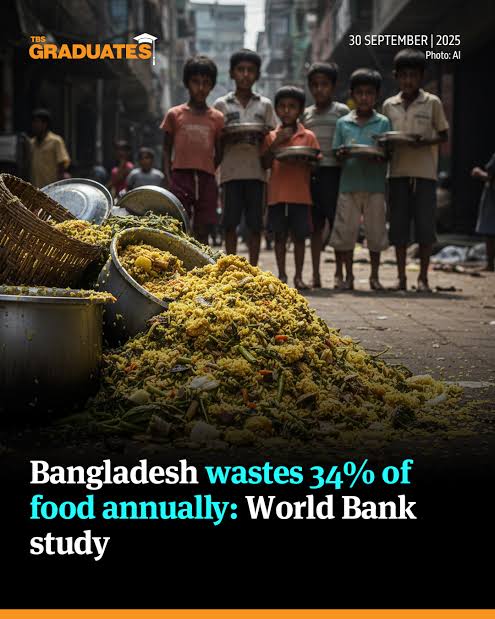 TBS
GRADUATES
30 SEPTEMBER | 2025
Photo: AI
Bangladesh wastes 34% of
food annually: World Bank
study